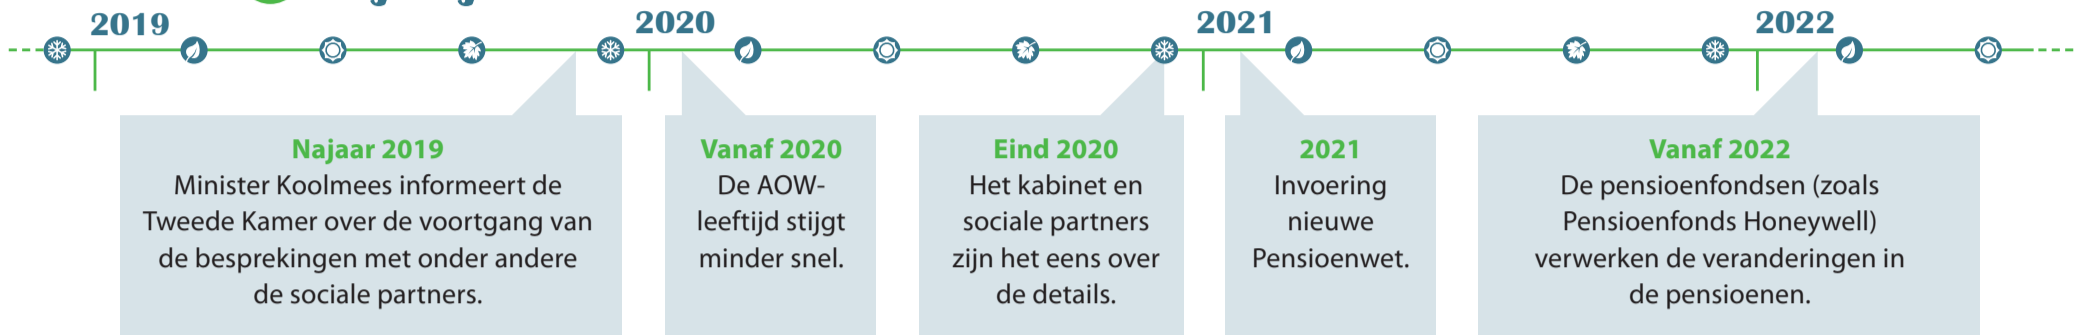 2019
2020
2021
2022
Najaar 2019
Minister Koolmees informeert de
Tweede Kamer over de voortgang van
de besprekingen met onder andere
de sociale partners.
Vanaf 2020
De AOW-
leeftijd stijgt
minder snel.
Eind 2020
Het kabinet en
sociale partners
zijn het eens over
de details.
2021
Invoering
nieuwe
Pensioenwet.
Vanaf 2022
De pensioenfondsen (zoals
Pensioenfonds Honeywell)
verwerken de veranderingen in
de pensioenen.